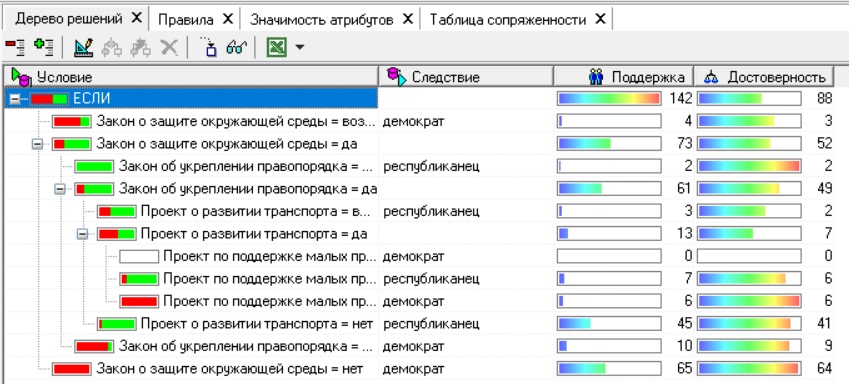 Дерево решений X Правила X Значимость атрибутов X Таблица сопряженности X
Условие Следствие Поддержка Достоверность
ЕСЛИ 142 88
Закон о защите окружающей среды = воз... демократ 4 3
Закон о защите окружающей среды = да 73 52
Закон об укреплении правопорядка = ... республиканец 2 2
Закон об укреплении правопорядка = да 61 49
Проект о развитии транспорта = в... республиканец 3 2
Проект о развитии транспорта = да 13 7
Проект по поддержке малых пр... демократ 0 0
Проект по поддержке малых пр... республиканец 7 6
Проект по поддержке малых пр... демократ 6 6
Проект о развитии транспорта = нет республиканец 45 41
Закон об укреплении правопорядка = ... демократ 10 9
Закон о защите окружающей среды = нет демократ 65 64